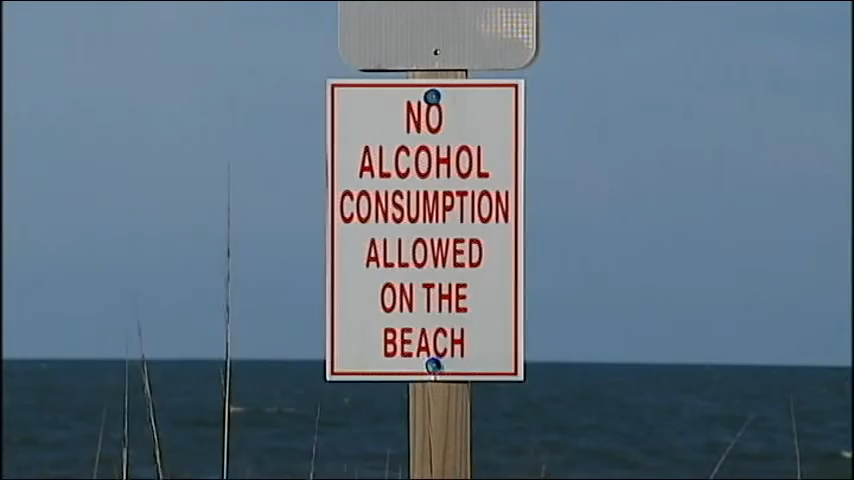 NO
ALCOHOL
CONSUMPTION
ALLOWED
ON THE
BEACH